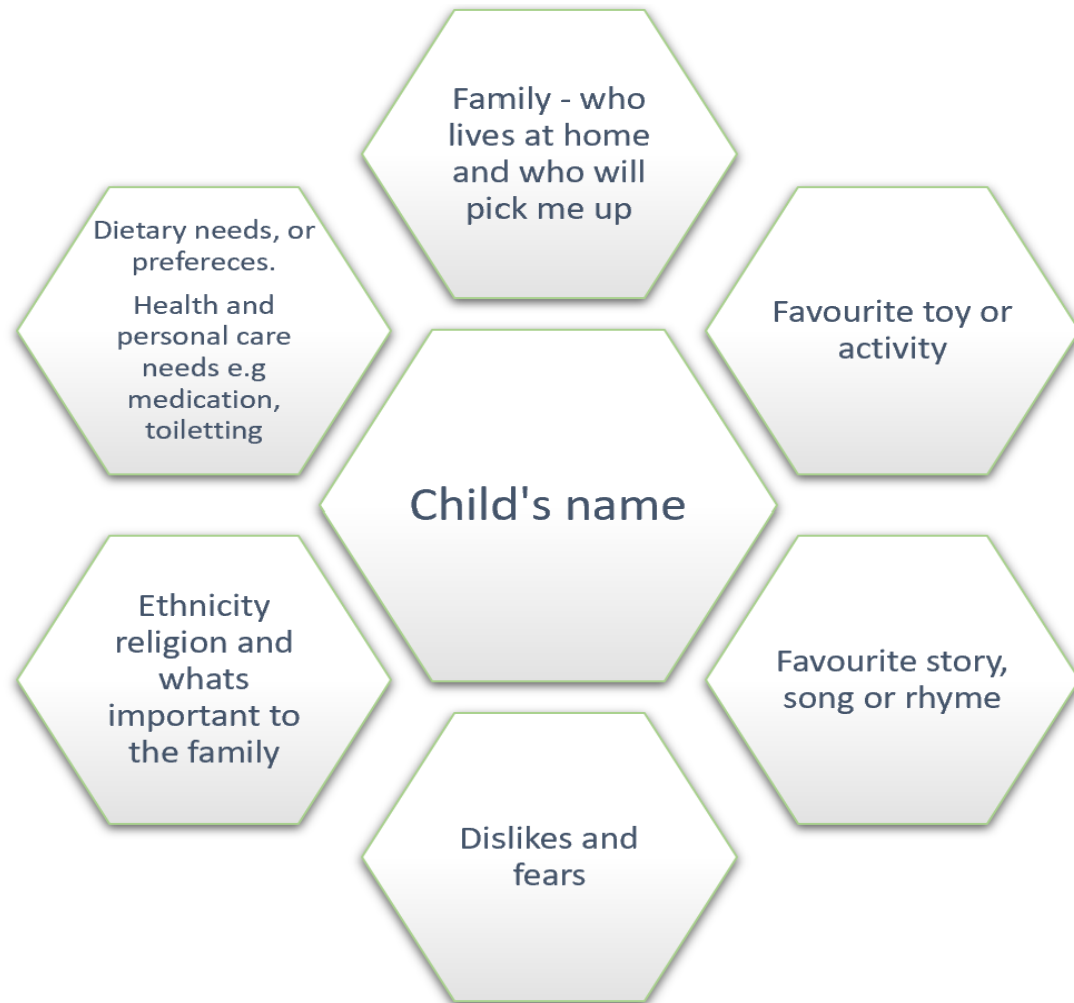 Family - who
lives at home
and who will
pick me up
Dietary needs, or
prefereces.
Health and
personal care
needs e.g
medication,
toiletting
Favourite toy or
activity
Child's name
Ethnicity
religion and
whats
important to
the family
Favourite story,
song or rhyme
Dislikes and
fears